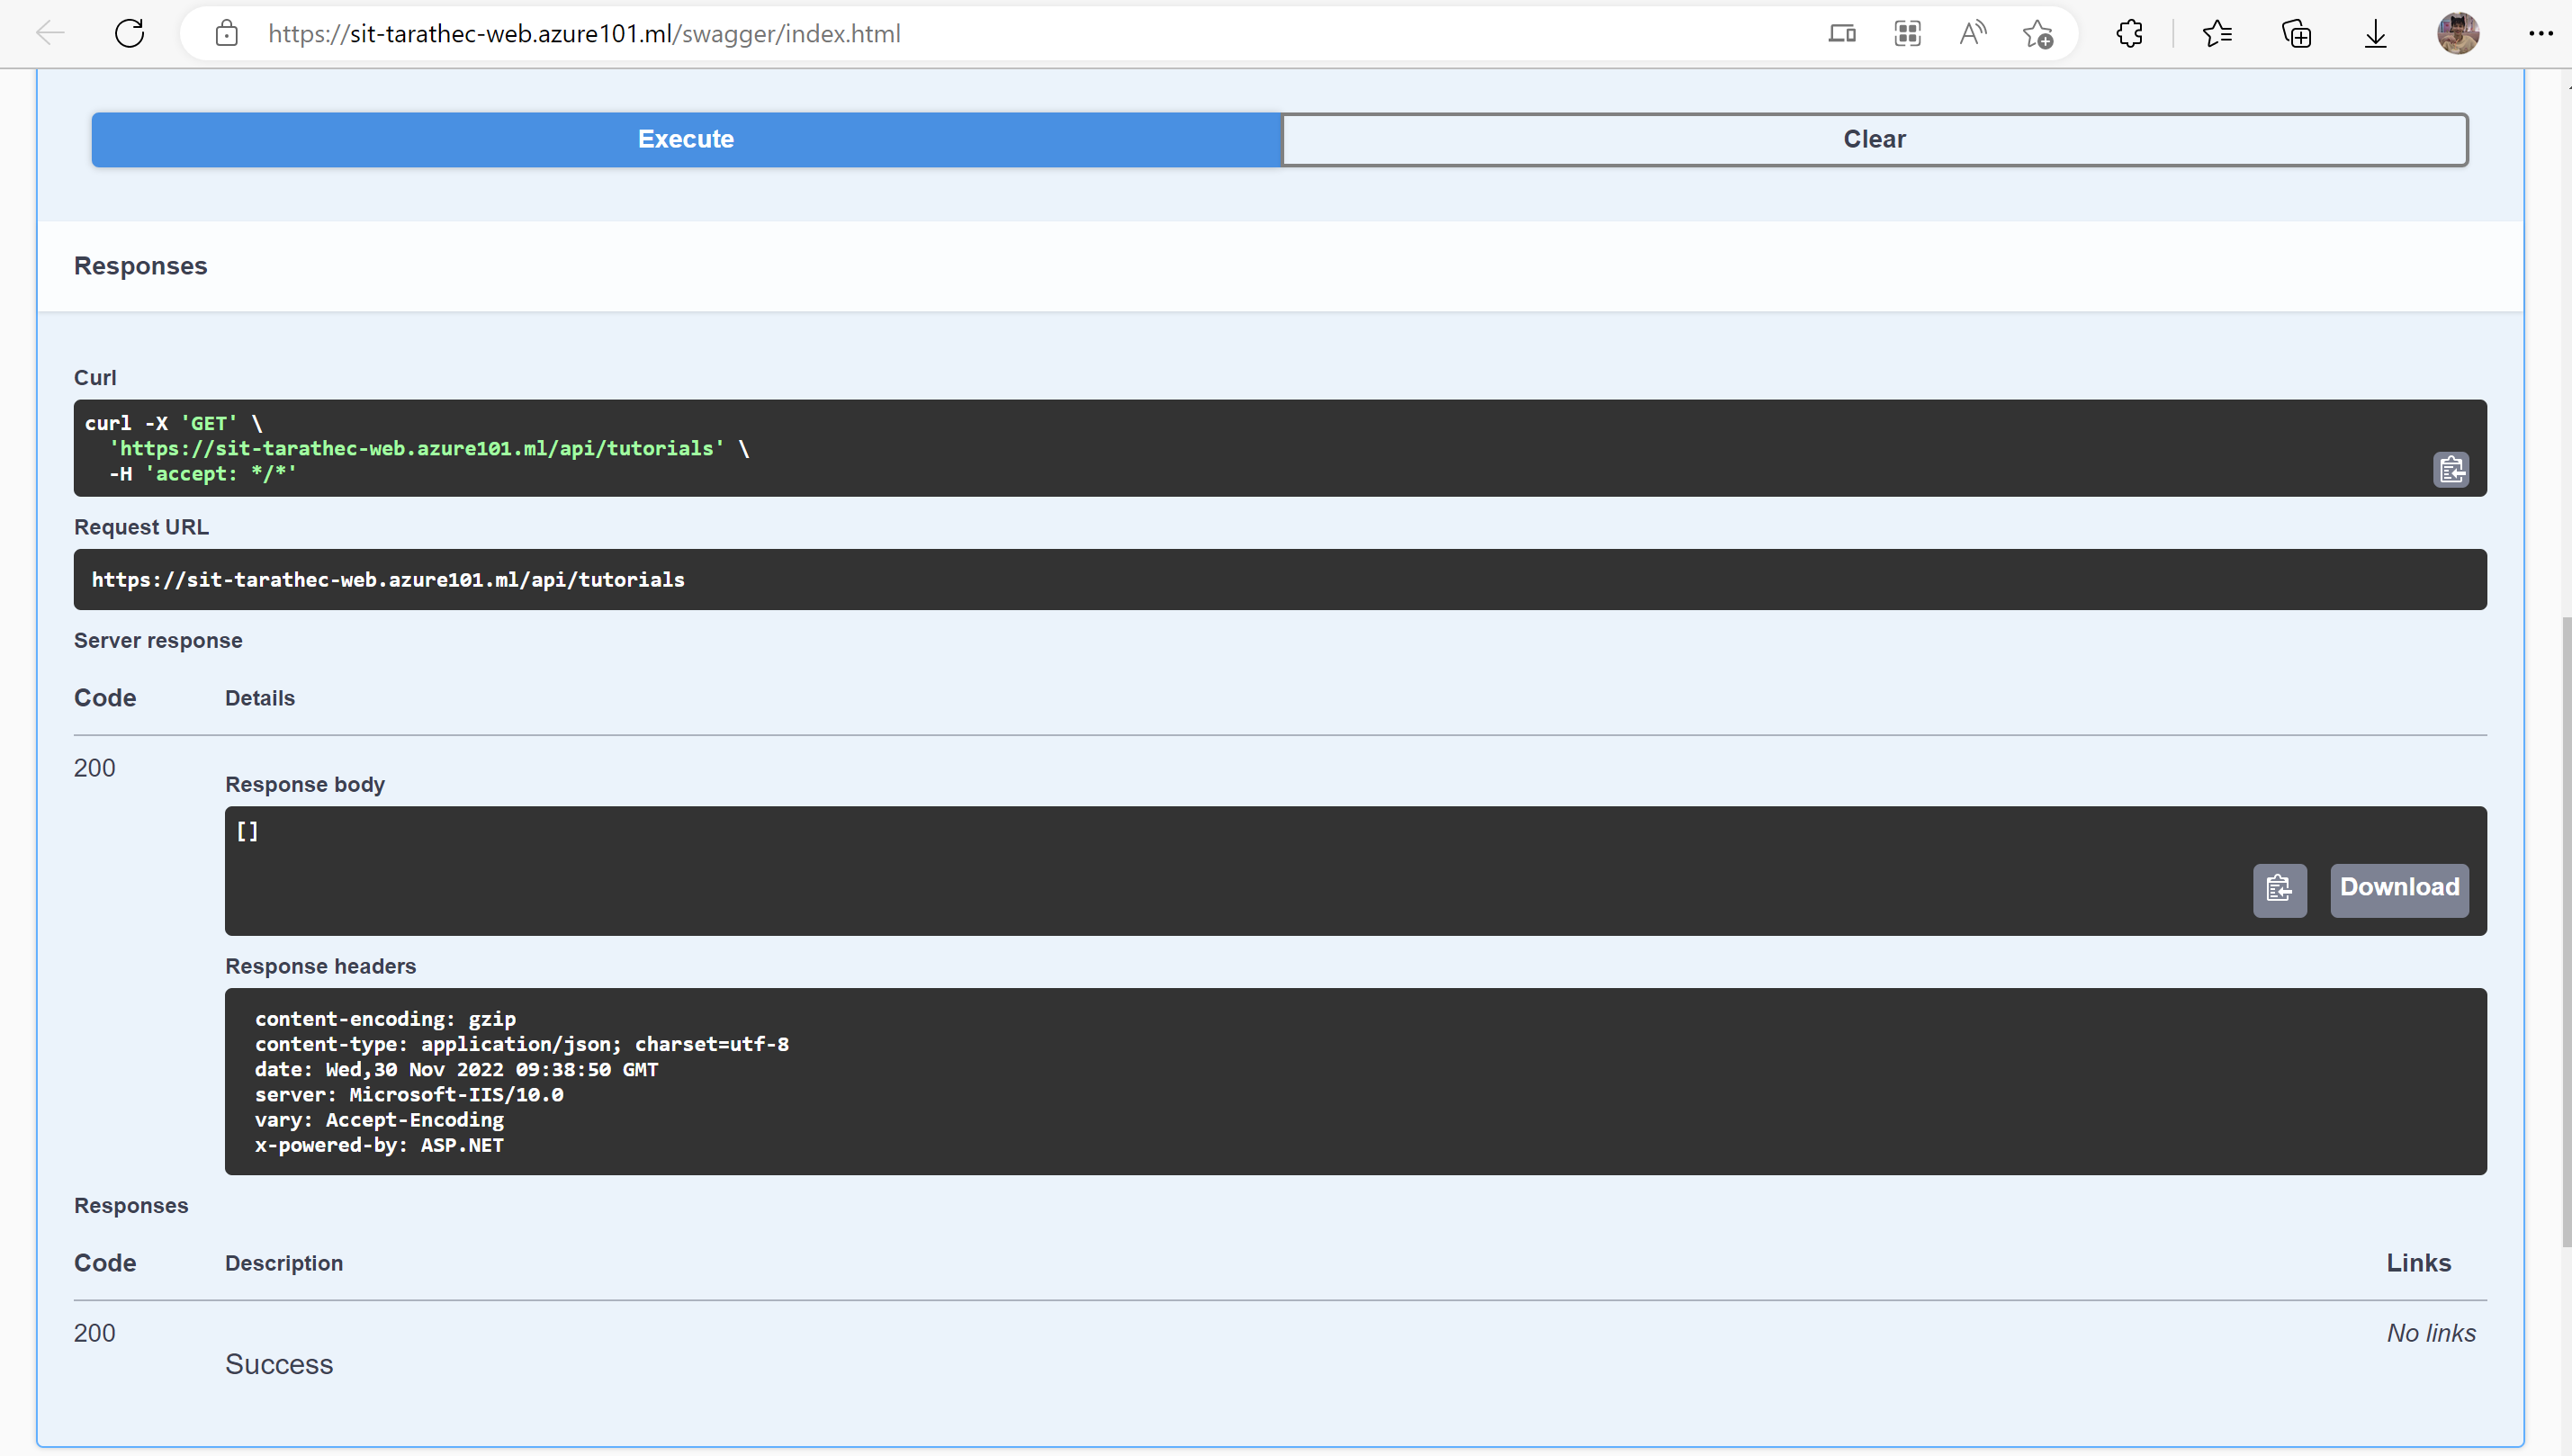 https://sit-tarathec-web.azure101.ml/swagger/index.html
Execute
Clear
Responses
Curl
curl -X 'GET' \
'https://sit-tarathec-web.azure101.ml/api/tutorials' \
-H 'accept: */*'
Request URL
https://sit-tarathec-web.azure101.ml/api/tutorials
Server response
Code Details
200
Response body
[]
Download
Response headers
content-encoding: gzip
content-type: application/json; charset=utf-8
date: Wed,30 Nov 2022 09:38:50 GMT
server: Microsoft-IIS/10.0
vary: Accept-Encoding
x-powered-by: ASP.NET
Responses
Code Description Links
200 No links
Success